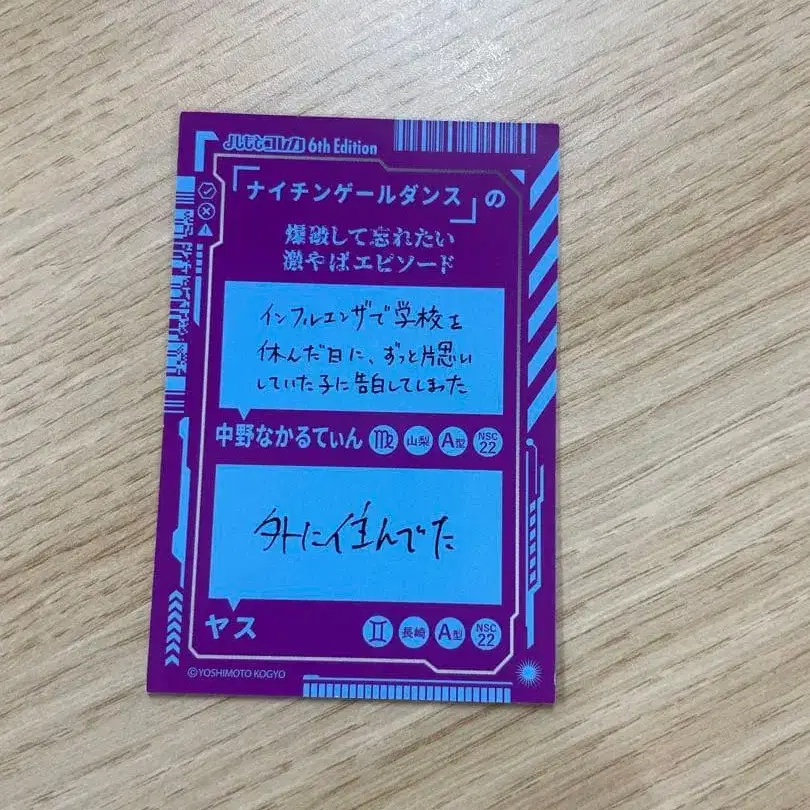 よしもとコレカ 6th Edition
「ナイチンゲールダンス」の
爆破して忘れたい
激やばエピソード
インフルエンザで学校を
休んだ日に、ずっと片思い
していた子に告白してしまった
中野なかるてぃん ♍ 山梨 A型 NSC 22
外に住んでた
ヤス ♊ 長崎 A型 NSC 22
©YOSHIMOTO KOGYO